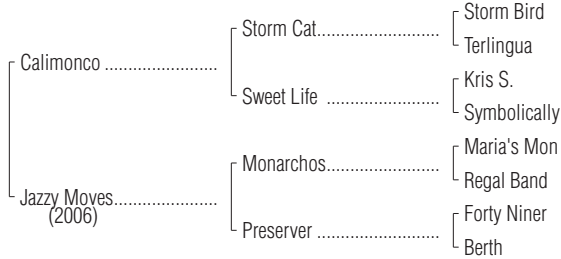 Storm Bird
Storm Cat........................................
Terlingua
Calimonco .....................................
Kris S.
Sweet Life .....................................
Symbolically
Maria's Mon
Monarchos.....................................
Regal Band
Jazzy Moves..................................
(2006)
Forty Niner
Preserver ........................................
Berth